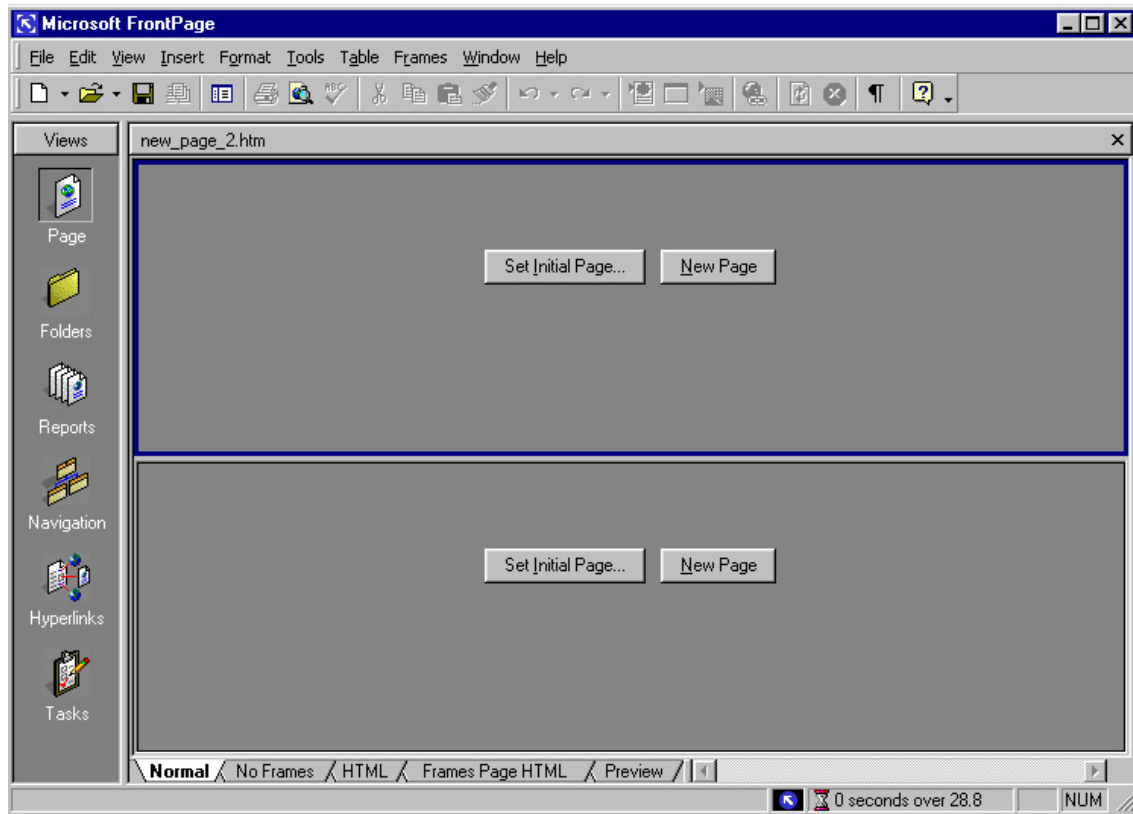 Microsoft FrontPage
File Edit View Insert Format Tools Table Frames Window Help
Views
new_page_2.htm
Page
Set Initial Page... New Page
Folders
Reports
Navigation
Set Initial Page... New Page
Hyperlinks
Tasks
Normal No Frames HTML Frames Page HTML Preview
0 seconds over 28.8 NUM